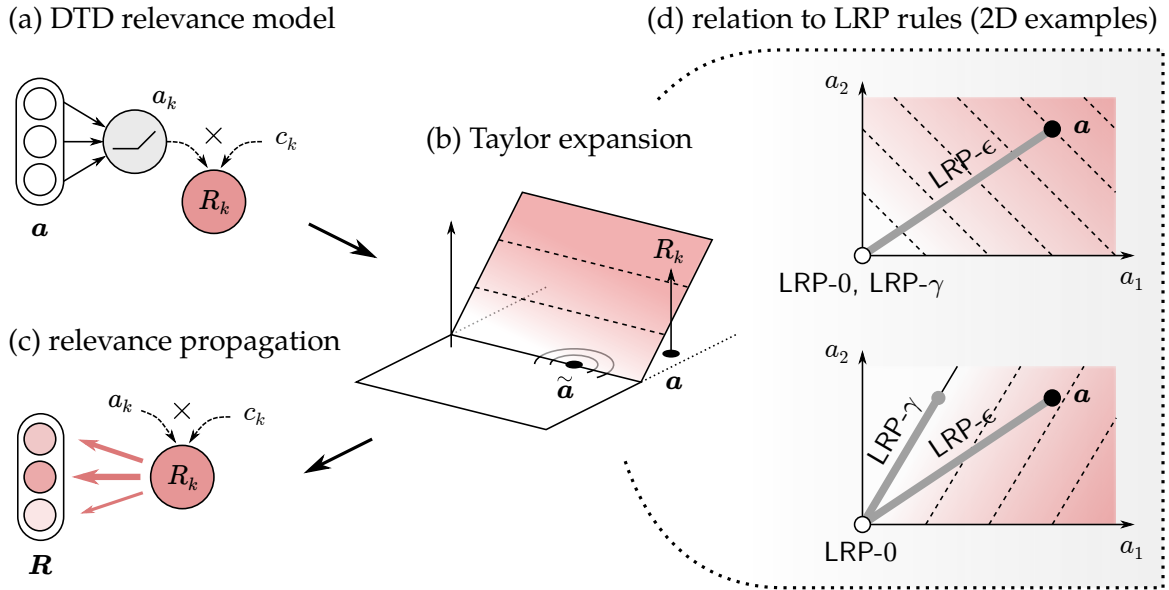 (a) DTD relevance model
a_k
×
c_k
R_k
a
(b) Taylor expansion
R_k
ã
a
(c) relevance propagation
a_k
×
c_k
R_k
R
(d) relation to LRP rules (2D examples)
a_2
a
LRP-ϵ
a_1
LRP-0, LRP-γ
a_2
a
LRP-γ
LRP-ϵ
LRP-0
a_1